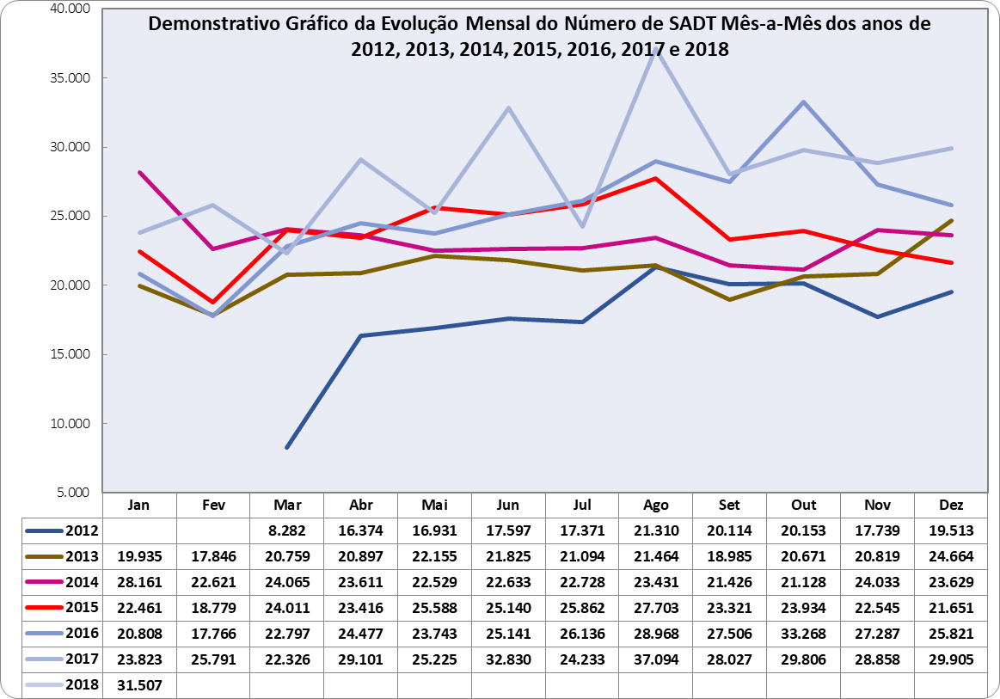 Demonstrativo Gráfico da Evolução Mensal do Número de SADT Mês-a-Mês dos anos de
2012, 2013, 2014, 2015, 2016, 2017 e 2018
40.000
35.000
30.000
25.000
20.000
15.000
10.000
5.000
Jan Fev Mar Abr Mai Jun Jul Ago Set Out Nov Dez
2012 8.282 16.374 16.931 17.597 17.371 21.310 20.114 20.153 17.739 19.513
2013 19.935 17.846 20.759 20.897 22.155 21.825 21.094 21.464 18.985 20.671 20.819 24.664
2014 28.161 22.621 24.065 23.611 22.529 22.633 22.728 23.431 21.426 21.128 24.033 23.629
2015 22.461 18.779 24.011 23.416 25.588 25.140 25.862 27.703 23.321 23.934 22.545 21.651
2016 20.808 17.766 22.797 24.477 23.743 25.141 26.136 28.968 27.506 33.268 27.287 25.821
2017 23.823 25.791 22.326 29.101 25.225 32.830 24.233 37.094 28.027 29.806 28.858 29.905
2018 31.507